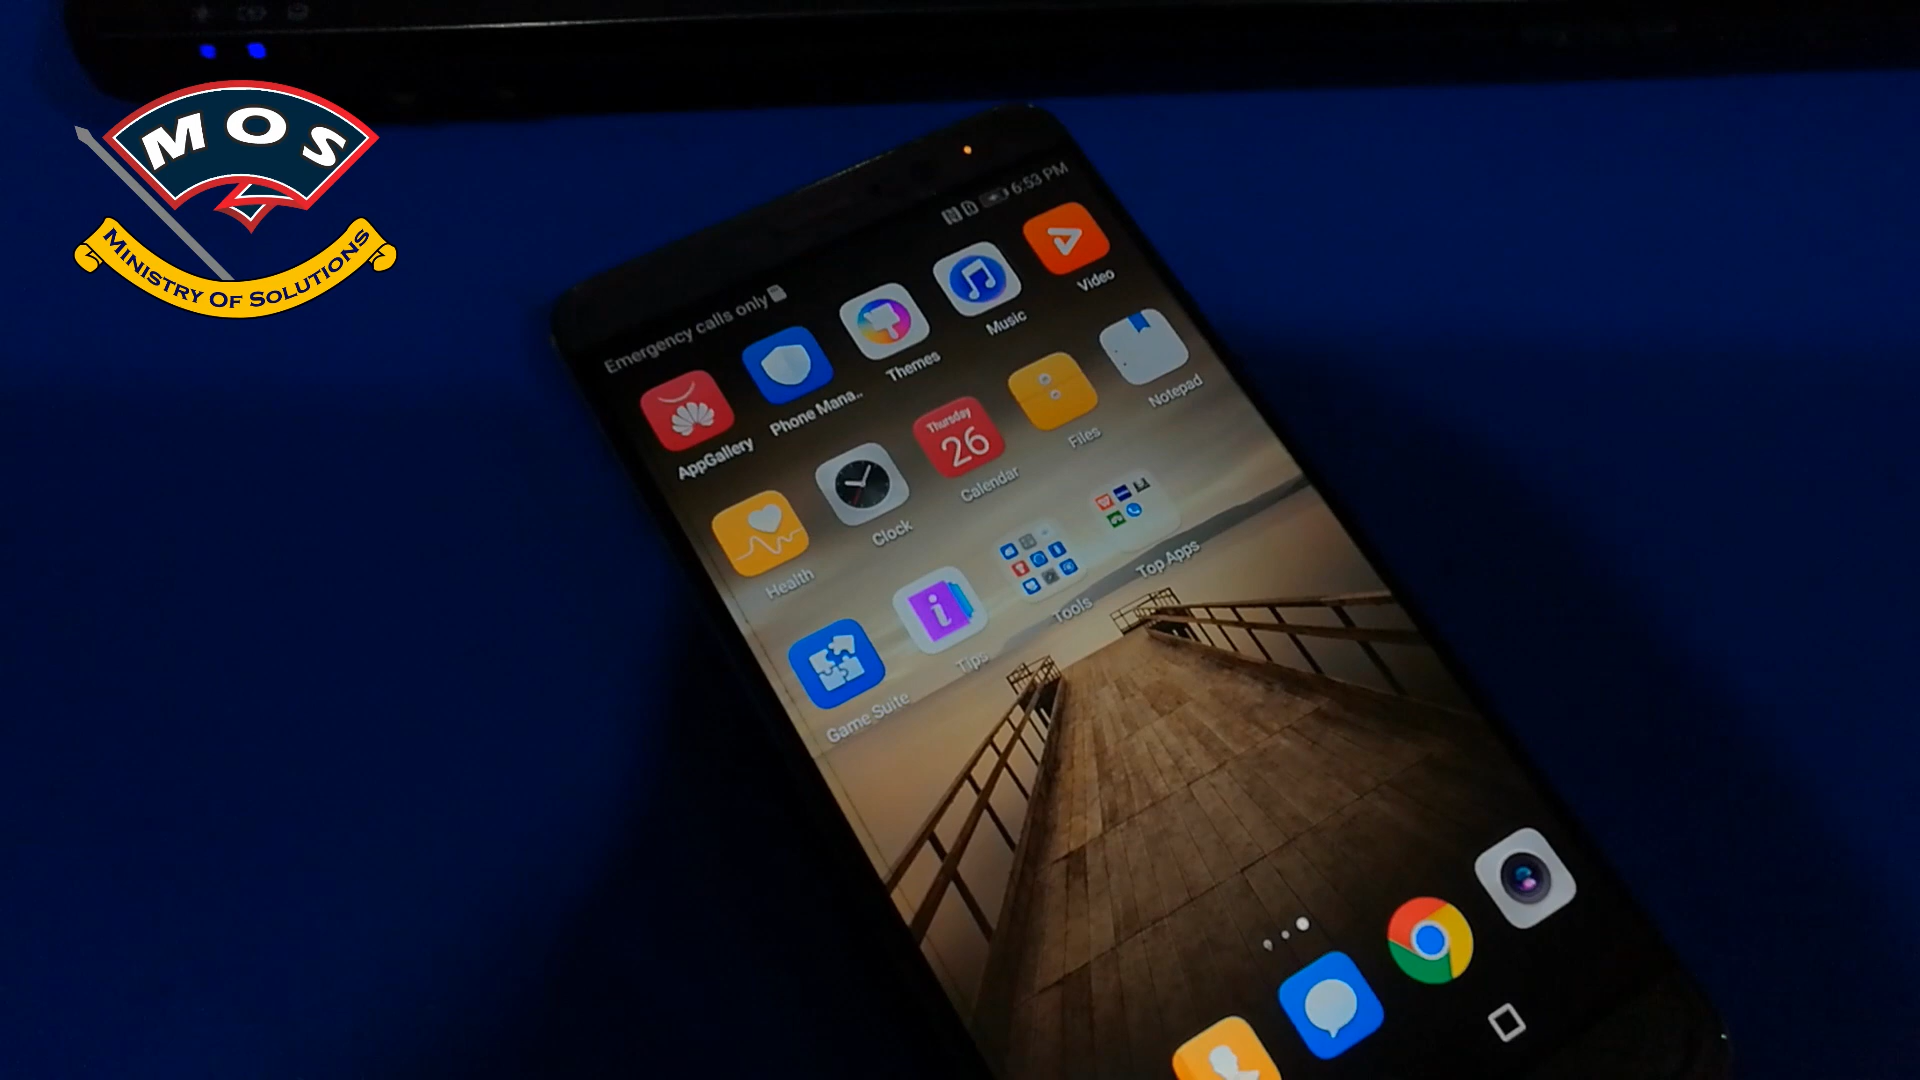 MOS
MINISTRY OF SOLUTIONS
Emergency calls only
6:53 PM
AppGallery
Phone Mana..
Themes
Music
Video
Health
Clock
Thursday
26
Calendar
Files
Notepad
Game Suite
Tips
Tools
Top Apps